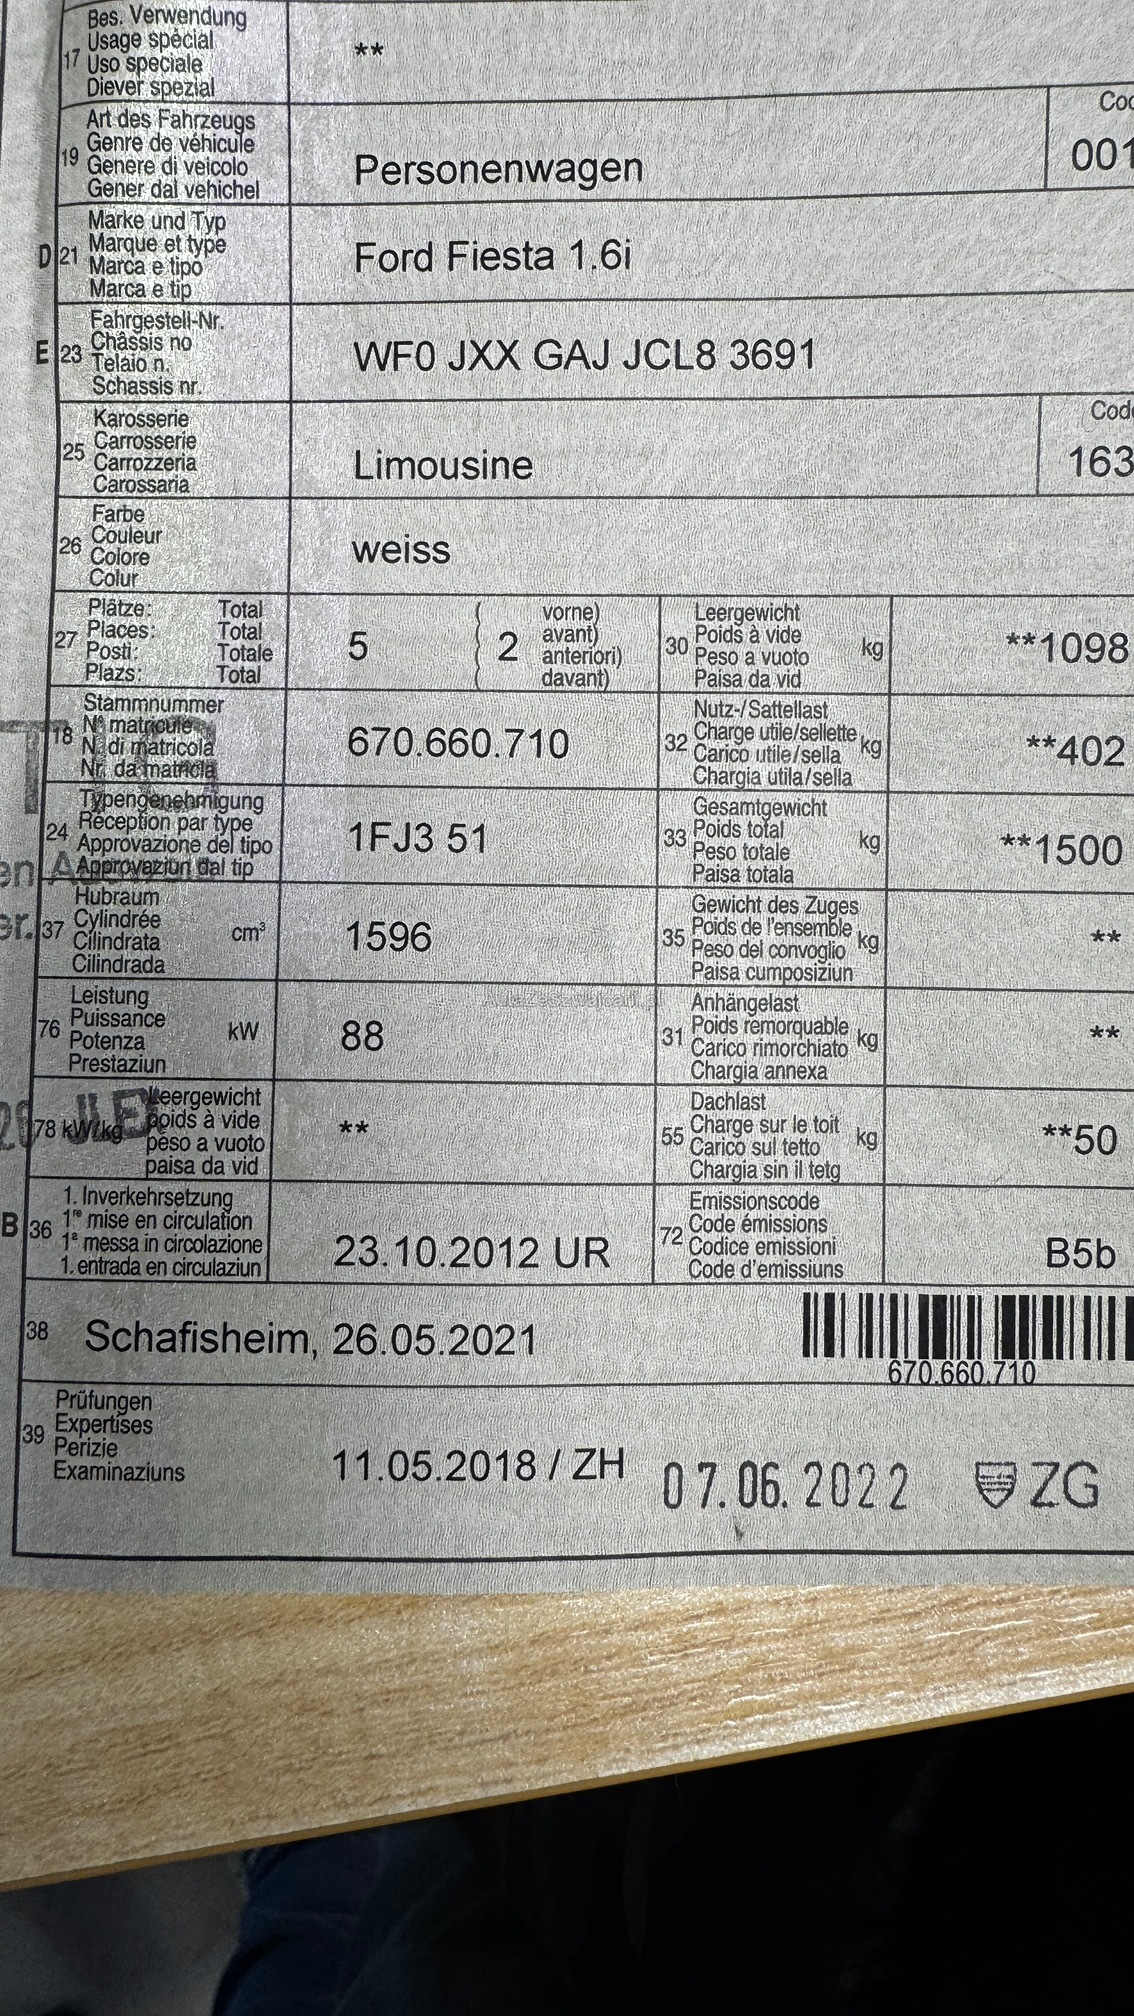 Bes. Verwendung
17 Usage spécial **
Uso speciale
Diever spezial
Art des Fahrzeugs
19 Genre de véhicule Personenwagen 001
Genere di veicolo
Gener dal vehichel
Marke und Typ
D 21 Marque et type Ford Fiesta 1.6i
Marca e tipo
Marca e tip
Fahrgestell-Nr.
E 23 Châssis no WF0 JXX GAJ JCL8 3691
Telaio n.
Schassis nr.
Karosserie
25 Carrosserie Limousine 163
Carrozzeria
Carossaria
Farbe
26 Couleur weiss
Colore
Colur
Plätze: Total vorne) Leergewicht
27 Places: Total 5 2 avant) 30 Poids à vide kg **1098
Posti: Totale anteriori) Peso a vuoto
Plazs: Total davant) Paisa da vid
Stammnummer Nutz-/Sattellast
18 N° matricule 670.660.710 32 Charge utile/sellette kg **402
N. di matricola Carico utile/sella
Nr. da matricla Chargia utila/sella
Typengenehmigung Gesamtgewicht
24 Réception par type 1FJ3 51 33 Poids total kg **1500
Approvazione del tipo Peso totale
Approvaziun dal tip Paisa totala
Hubraum Gewicht des Zuges
37 Cylindrée cm³ 1596 35 Poids de l'ensemble kg **
Cilindrata Peso del convoglio
Cilindrada Paisa cumposiziun
Leistung Anhängelast
76 Puissance kW 88 31 Poids remorquable kg **
Potenza Carico rimorchiato
Prestaziun Chargia annexa
Leergewicht Dachlast
78 kW/kg poids à vide ** 55 Charge sur le toit kg **50
peso a vuoto Carico sul tetto
paisa da vid Chargia sin il tetg
1. Inverkehrsetzung Emissionscode
B 36 1re mise en circulation 23.10.2012 UR 72 Code émissions B5b
1a messa in circolazione Codice emissioni
1. entrada en circulaziun Code d'emissiuns
38 Schafisheim, 26.05.2021
670.660.710
Prüfungen
39 Expertises 11.05.2018 / ZH 07.06.2022 ZG
Perizie
Examinaziuns